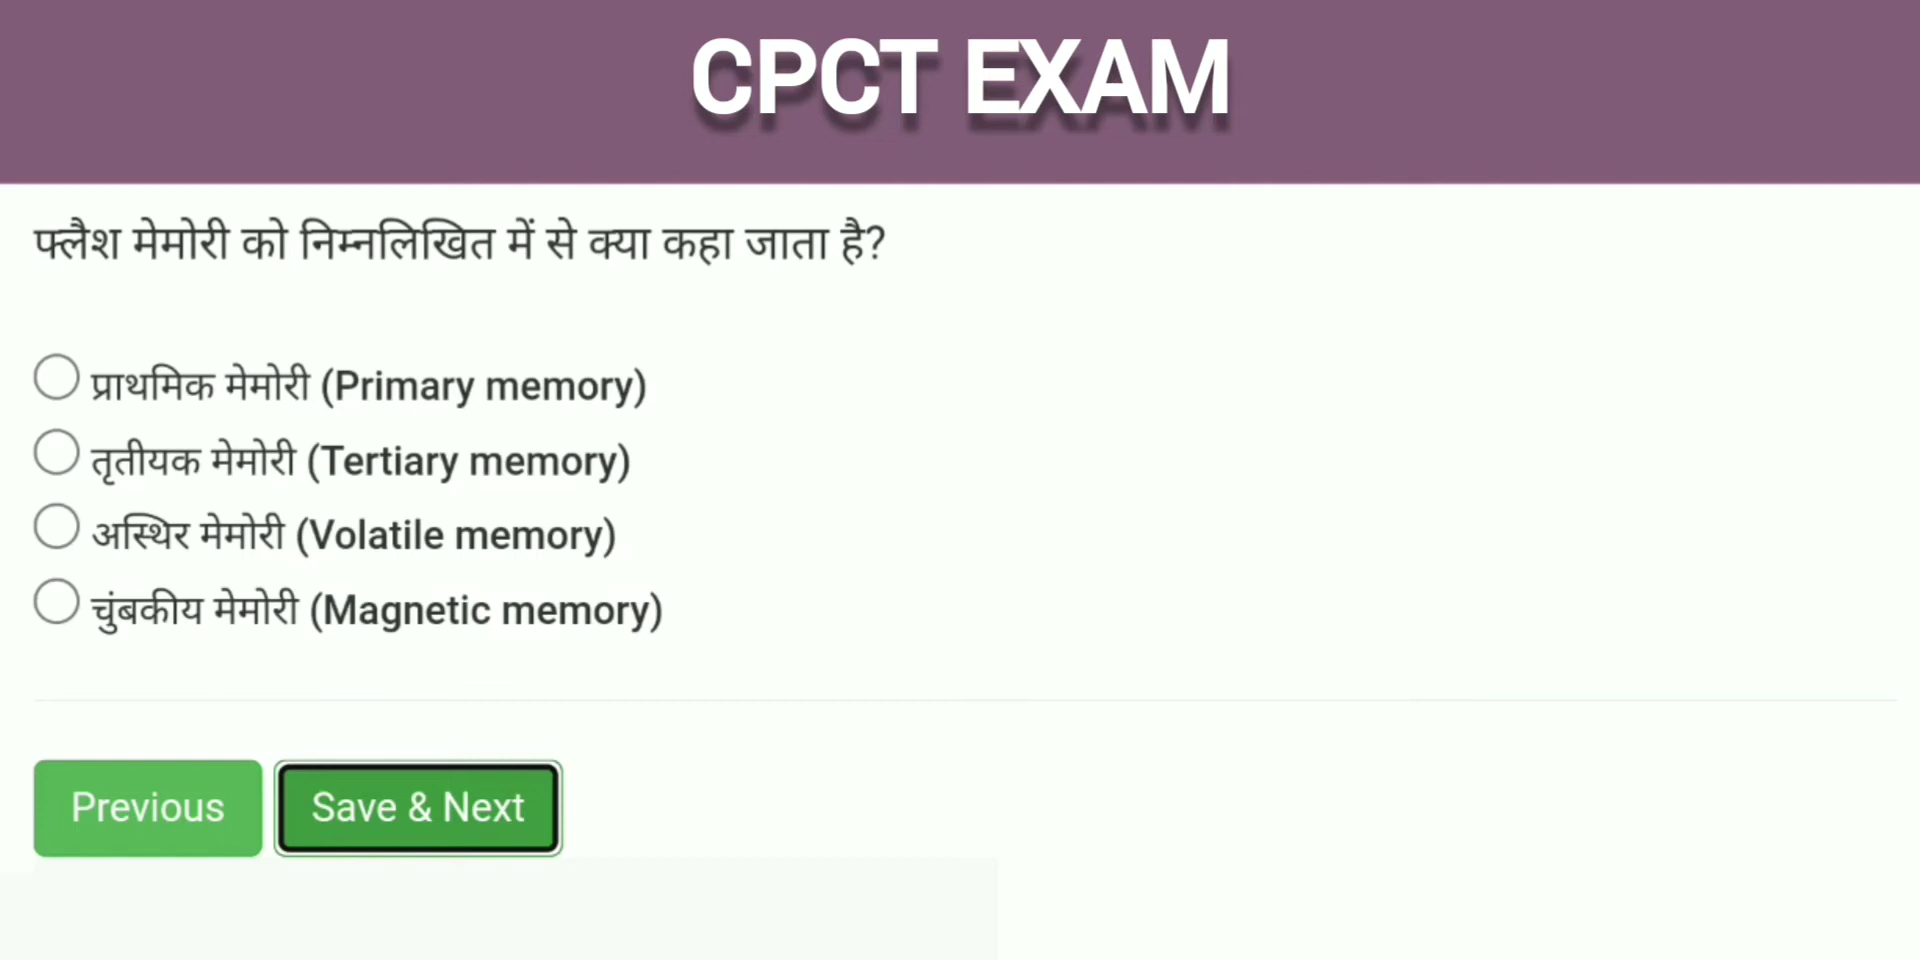 CPCT EXAM
फ्लैश मेमोरी को निम्नलिखित में से क्या कहा जाता है?
प्राथमिक मेमोरी (Primary memory)
तृतीयक मेमोरी (Tertiary memory)
अस्थिर मेमोरी (Volatile memory)
चुंबकीय मेमोरी (Magnetic memory)
Previous Save & Next